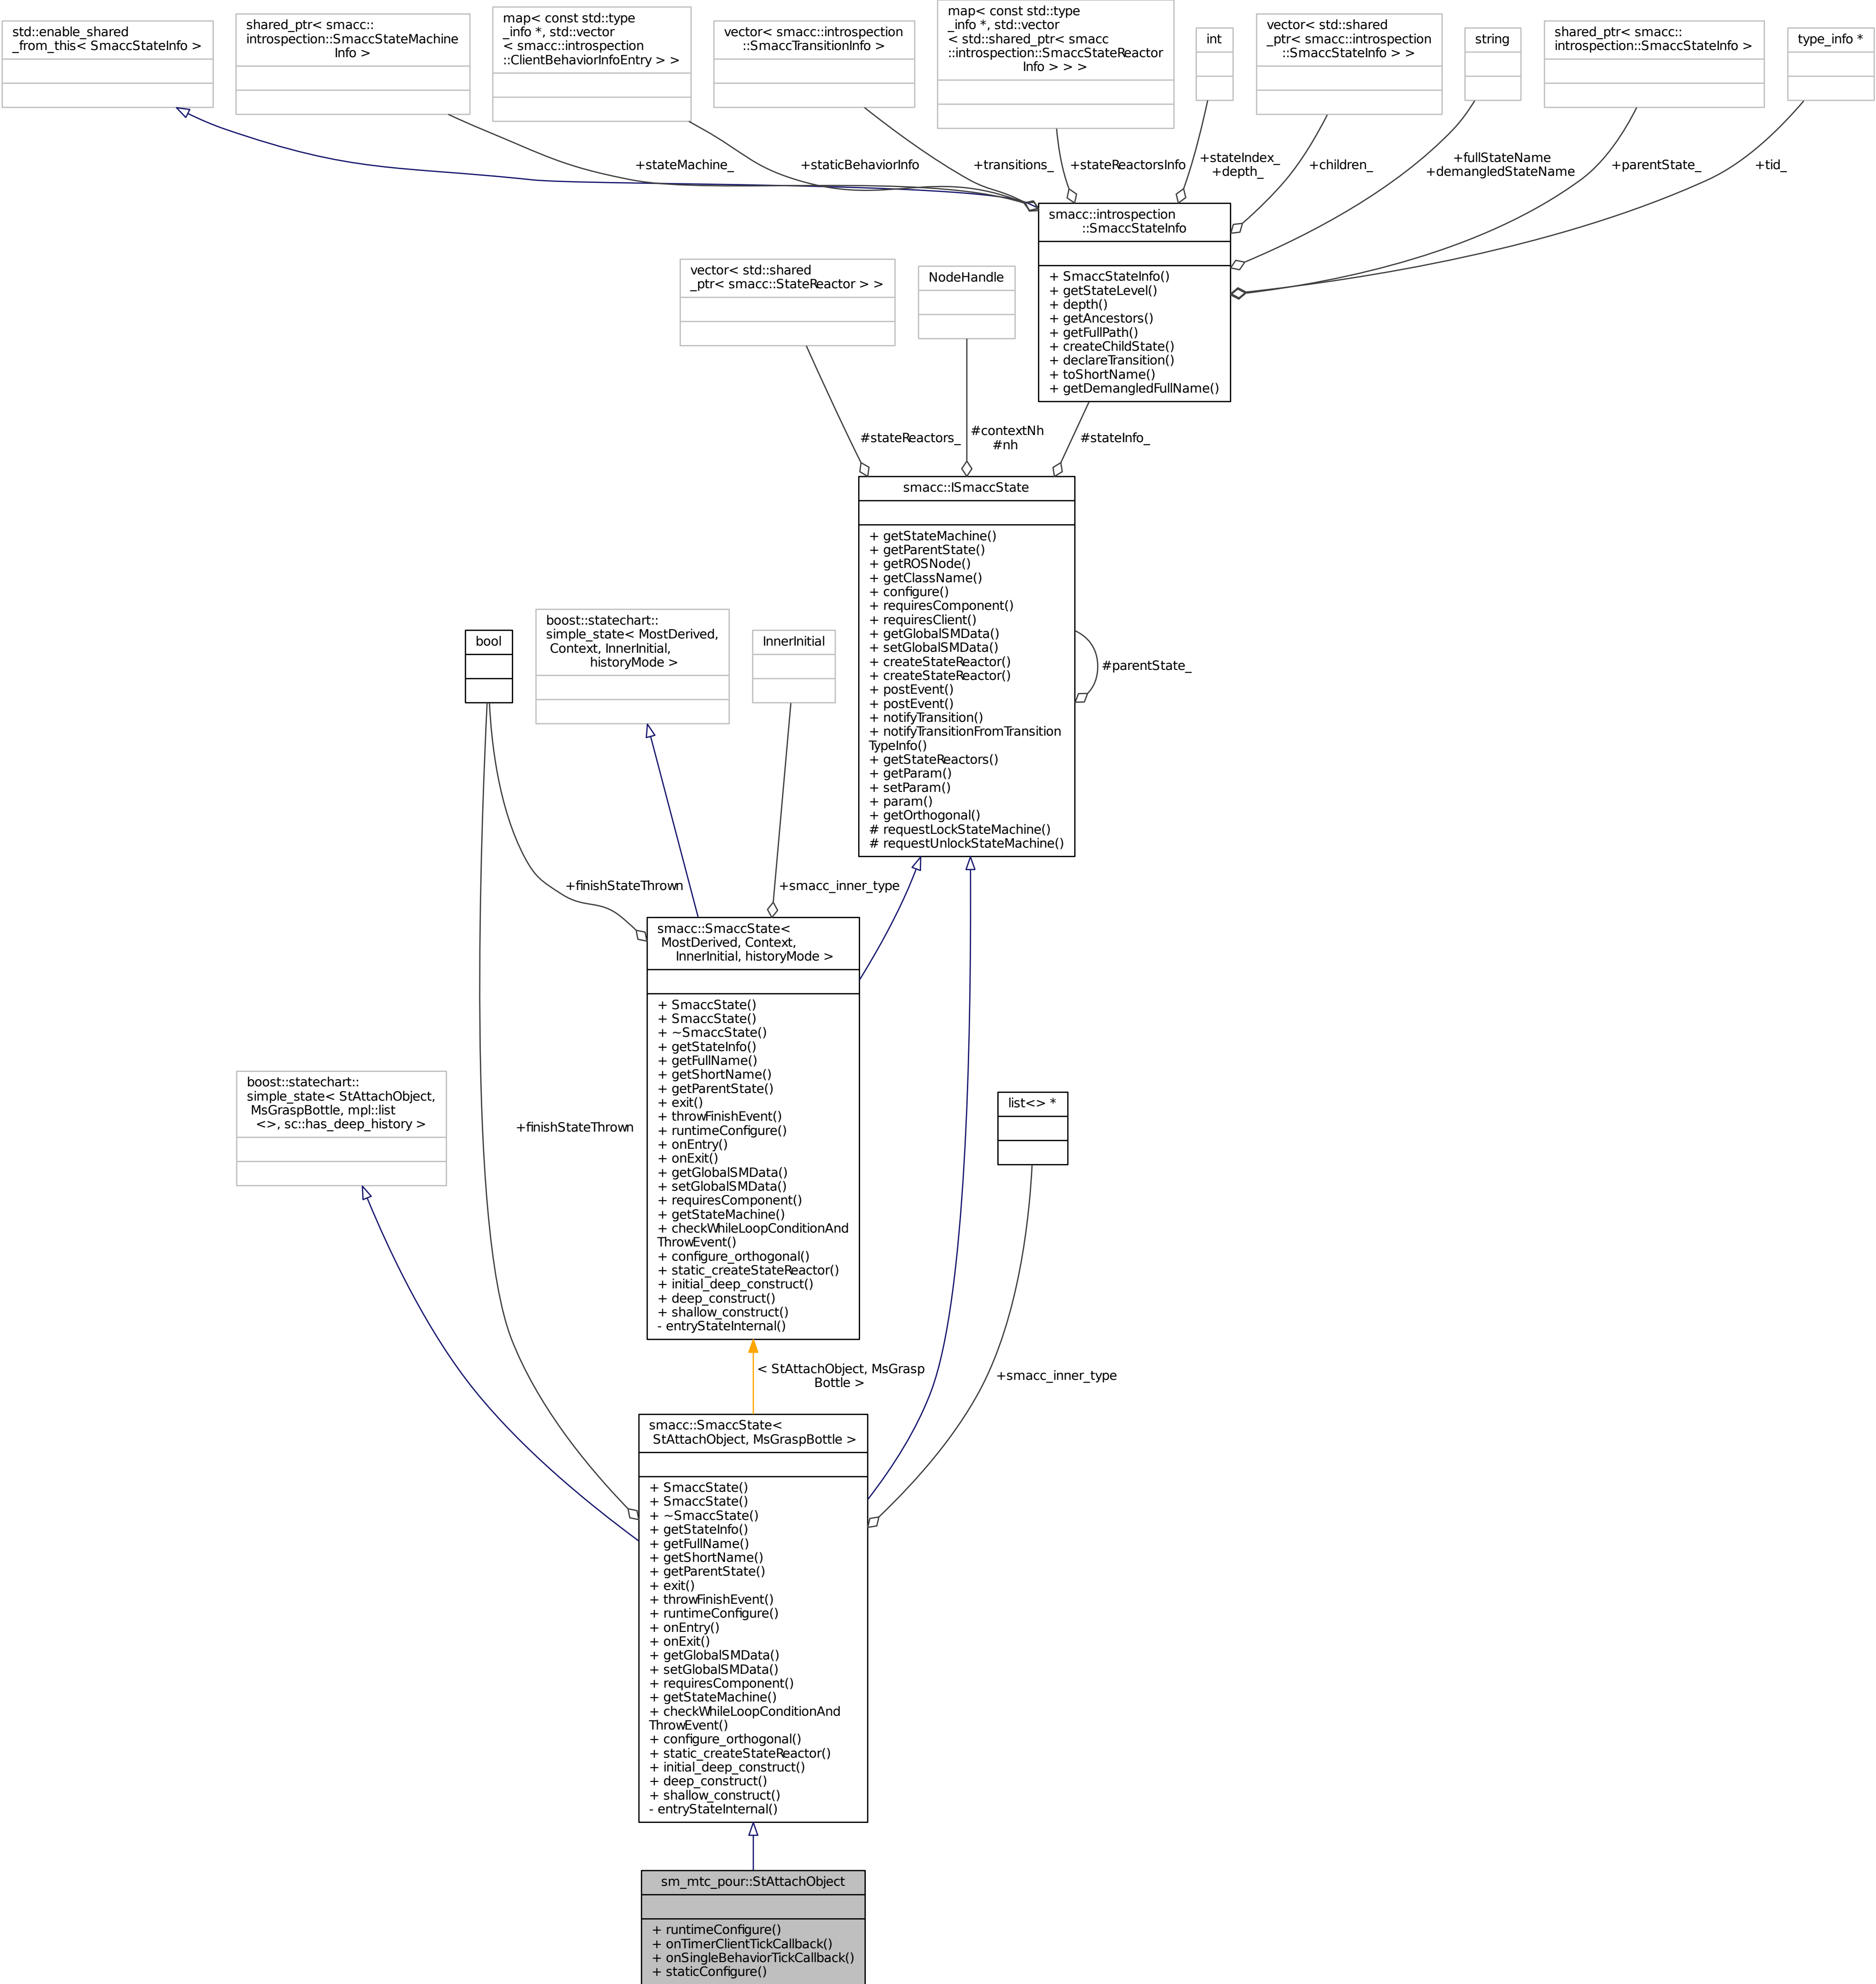 std::enable_shared
_from_this< SmaccStateInfo >
shared_ptr< smacc::
introspection::SmaccStateMachine
Info >
map< const std::type
_info *, std::vector
< smacc::introspection
::ClientBehaviorInfoEntry > >
vector< smacc::introspection
::SmaccTransitionInfo >
map< const std::type
_info *, std::vector
< std::shared_ptr< smacc
::introspection::SmaccStateReactor
Info > > >
int
vector< std::shared
_ptr< smacc::introspection
::SmaccStateInfo > >
string
shared_ptr< smacc::
introspection::SmaccStateInfo >
type_info *
+stateMachine_
+staticBehaviorInfo
+transitions_
+stateReactorsInfo
+stateIndex_
+depth_
+children_
+fullStateName
+demangledStateName
+parentState_
+tid_
smacc::introspection
::SmaccStateInfo
+ SmaccStateInfo()
+ getStateLevel()
+ depth()
+ getAncestors()
+ getFullPath()
+ createChildState()
+ declareTransition()
+ toShortName()
+ getDemangledFullName()
vector< std::shared
_ptr< smacc::StateReactor > >
NodeHandle
#stateReactors_
#contextNh
#nh
#stateInfo_
smacc::ISmaccState
+ getStateMachine()
+ getParentState()
+ getROSNode()
+ getClassName()
+ configure()
+ requiresComponent()
+ requiresClient()
+ getGlobalSMData()
+ setGlobalSMData()
+ createStateReactor()
+ createStateReactor()
+ postEvent()
+ postEvent()
+ notifyTransition()
+ notifyTransitionFromTransition
TypeInfo()
+ getStateReactors()
+ getParam()
+ setParam()
+ param()
+ getOrthogonal()
# requestLockStateMachine()
# requestUnlockStateMachine()
#parentState_
bool
boost::statechart::
simple_state< MostDerived,
Context, InnerInitial,
historyMode >
InnerInitial
+finishStateThrown
+smacc_inner_type
smacc::SmaccState<
MostDerived, Context,
InnerInitial, historyMode >
+ SmaccState()
+ SmaccState()
+ ~SmaccState()
+ getStateInfo()
+ getFullName()
+ getShortName()
+ getParentState()
+ exit()
+ throwFinishEvent()
+ runtimeConfigure()
+ onEntry()
+ onExit()
+ getGlobalSMData()
+ setGlobalSMData()
+ requiresComponent()
+ getStateMachine()
+ checkWhileLoopConditionAnd
ThrowEvent()
+ configure_orthogonal()
+ static_createStateReactor()
+ initial_deep_construct()
+ deep_construct()
+ shallow_construct()
- entryStateInternal()
boost::statechart::
simple_state< StAttachObject,
MsGraspBottle, mpl::list
<>, sc::has_deep_history >
+finishStateThrown
list<> *
< StAttachObject, MsGrasp
Bottle >
+smacc_inner_type
smacc::SmaccState<
StAttachObject, MsGraspBottle >
+ SmaccState()
+ SmaccState()
+ ~SmaccState()
+ getStateInfo()
+ getFullName()
+ getShortName()
+ getParentState()
+ exit()
+ throwFinishEvent()
+ runtimeConfigure()
+ onEntry()
+ onExit()
+ getGlobalSMData()
+ setGlobalSMData()
+ requiresComponent()
+ getStateMachine()
+ checkWhileLoopConditionAnd
ThrowEvent()
+ configure_orthogonal()
+ static_createStateReactor()
+ initial_deep_construct()
+ deep_construct()
+ shallow_construct()
- entryStateInternal()
sm_mtc_pour::StAttachObject
+ runtimeConfigure()
+ onTimerClientTickCallback()
+ onSingleBehaviorTickCallback()
+ staticConfigure()